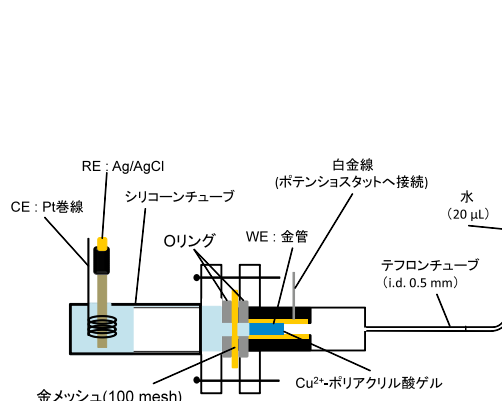 RE : Ag/AgCl
白金線
(ポテンショスタットへ接続)
シリコーンチューブ
水
(20 µL)
CE : Pt巻線
Oリング
WE : 金管
テフロンチューブ
(i.d. 0.5 mm)
Cu²⁺-ポリアクリル酸ゲル
金メッシュ(100 mesh)